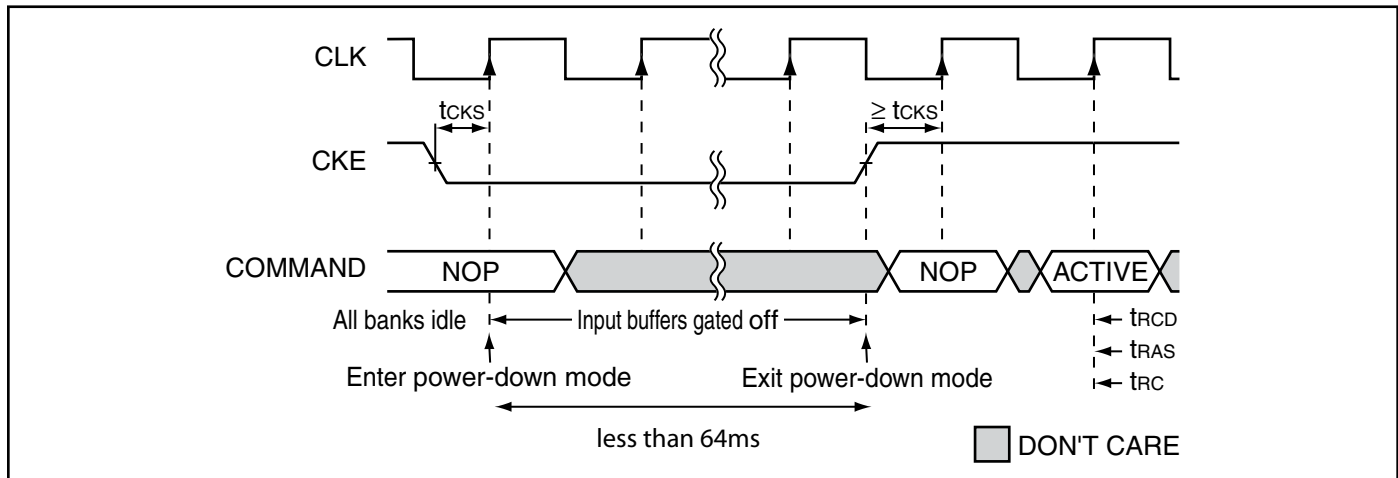 CLK
tCKS
≥ tCKS
CKE
COMMAND
NOP
NOP
ACTIVE
All banks idle
Input buffers gated off
tRCD
tRAS
Enter power-down mode
Exit power-down mode
tRC
less than 64ms
DON'T CARE